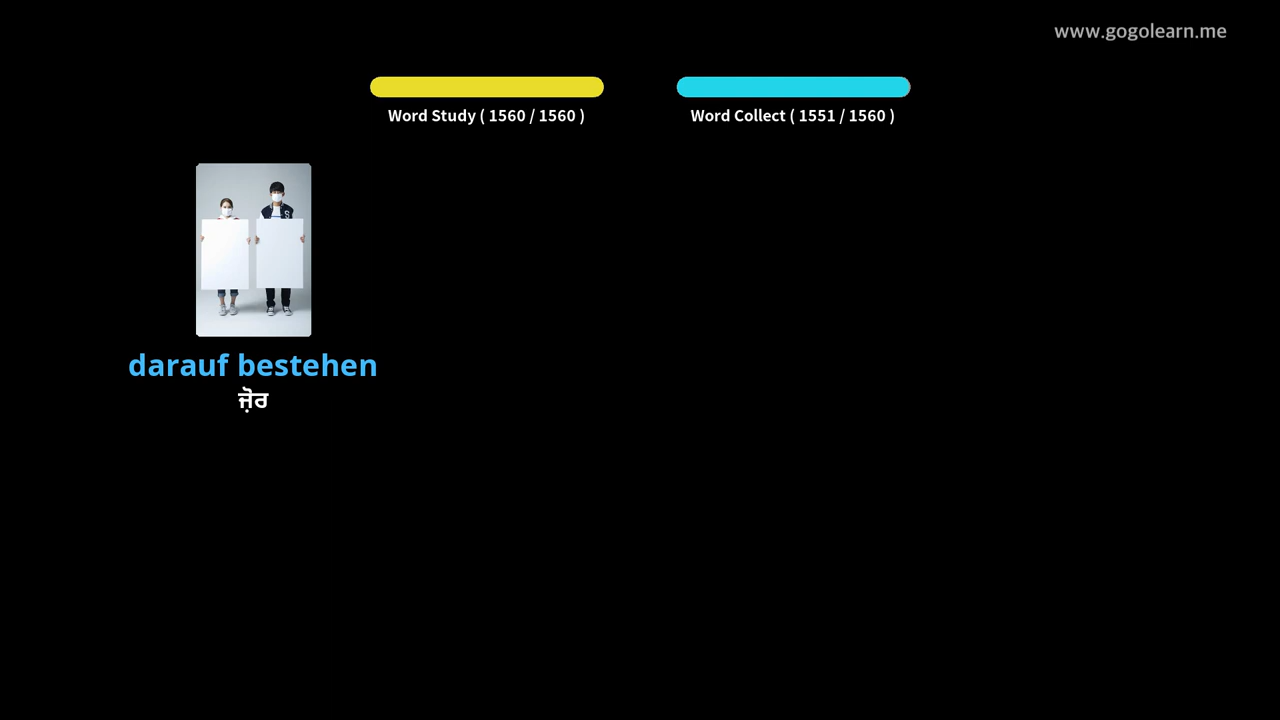 www.gogolearn.me
Word Study ( 1560 / 1560 )
Word Collect ( 1551 / 1560 )
darauf bestehen
ਜ਼ੋਰ